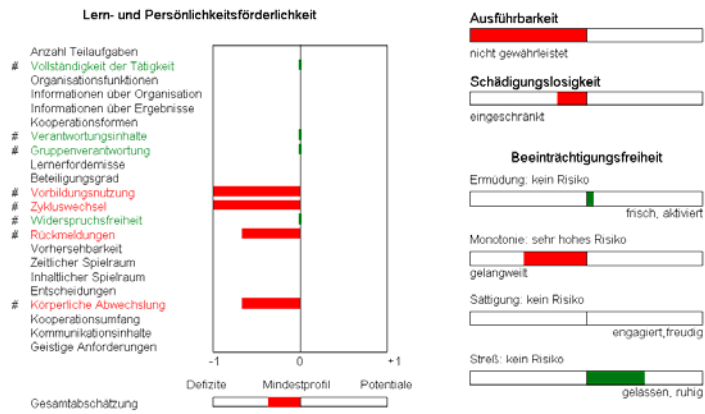 Lern- und Persönlichkeitsförderlichkeit
Anzahl Teilaufgaben
# Vollständigkeit der Tätigkeit
Organisationsfunktionen
Informationen über Organisation
Informationen über Ergebnisse
Kooperationsformen
# Verantwortungsinhalte
# Gruppenverantwortung
Lernerfordernisse
Beteiligungsgrad
# Vorbildungsnutzung
# Zykluswechsel
# Widerspruchsfreiheit
# Rückmeldungen
Vorhersehbarkeit
Zeitlicher Spielraum
Inhaltlicher Spielraum
Entscheidungen
# Körperliche Abwechslung
Kooperationsumfang
Kommunikationsinhalte
Geistige Anforderungen
-1 0 +1
Defizite Mindestprofil Potentiale
Gesamtabschätzung
Ausführbarkeit
nicht gewährleistet
Schädigungslosigkeit
eingeschränkt
Beeinträchtigungsfreiheit
Ermüdung: kein Risiko
frisch, aktiviert
Monotonie: sehr hohes Risiko
gelangweilt
Sättigung: kein Risiko
engagiert,freudig
Streß: kein Risiko
gelassen, ruhig